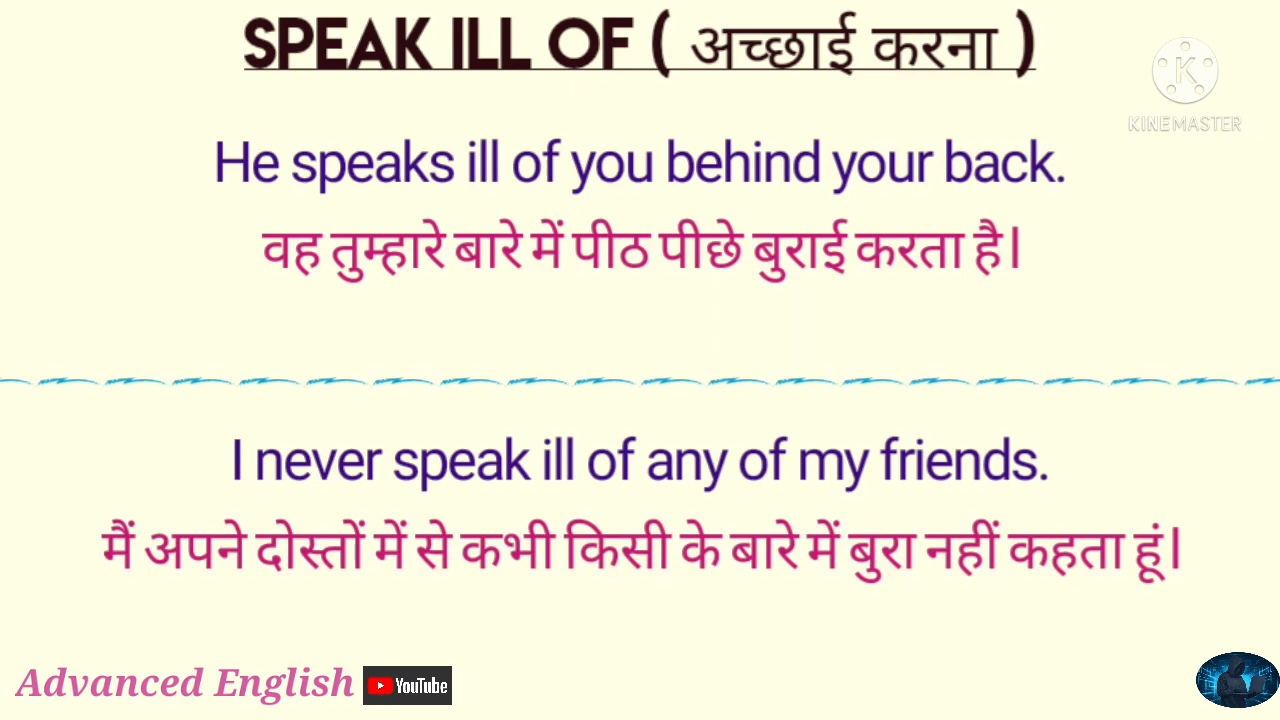 SPEAK ILL OF ( अच्छाई करना )
KINEMASTER
He speaks ill of you behind your back.
वह तुम्हारे बारे में पीठ पीछे बुराई करता है।
I never speak ill of any of my friends.
मैं अपने दोस्तों में से कभी किसी के बारे में बुरा नहीं कहता हूं।
Advanced English YouTube